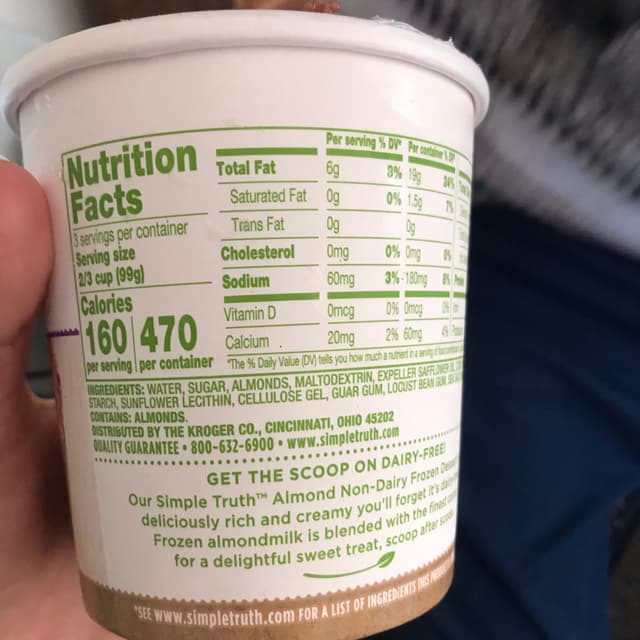 Nutrition
Facts
3 servings per container
Serving size
2/3 cup (99g)
Calories
160 470
per serving per container
Per serving % DV* Per container % DV*
Total Fat 6g 8% 19g 24%
Saturated Fat 0g 0% 1.5g 7%
Trans Fat 0g 0g
Cholesterol 0mg 0% 0mg 0%
Sodium 60mg 3% 180mg 8%
Vitamin D 0mcg 0% 0mcg
Calcium 20mg 2% 60mg 4%
*The % Daily Value (DV) tells you how much a nutrient in a serving of
INGREDIENTS: WATER, SUGAR, ALMONDS, MALTODEXTRIN, EXPELLER SAFFLOWER OIL,
STARCH, SUNFLOWER LECITHIN, CELLULOSE GEL, GUAR GUM, LOCUST BEAN GUM,
CONTAINS: ALMONDS.
DISTRIBUTED BY THE KROGER CO., CINCINNATI, OHIO 45202
QUALITY GUARANTEE • 800-632-6900 • www.simpletruth.com
GET THE SCOOP ON DAIRY-FREE!
Our Simple Truth™ Almond Non-Dairy Frozen
deliciously rich and creamy you'll forget it's
Frozen almondmilk is blended with the finest
for a delightful sweet treat, scoop after
*SEE www.simpletruth.com FOR A LIST OF INGREDIENTS THIS